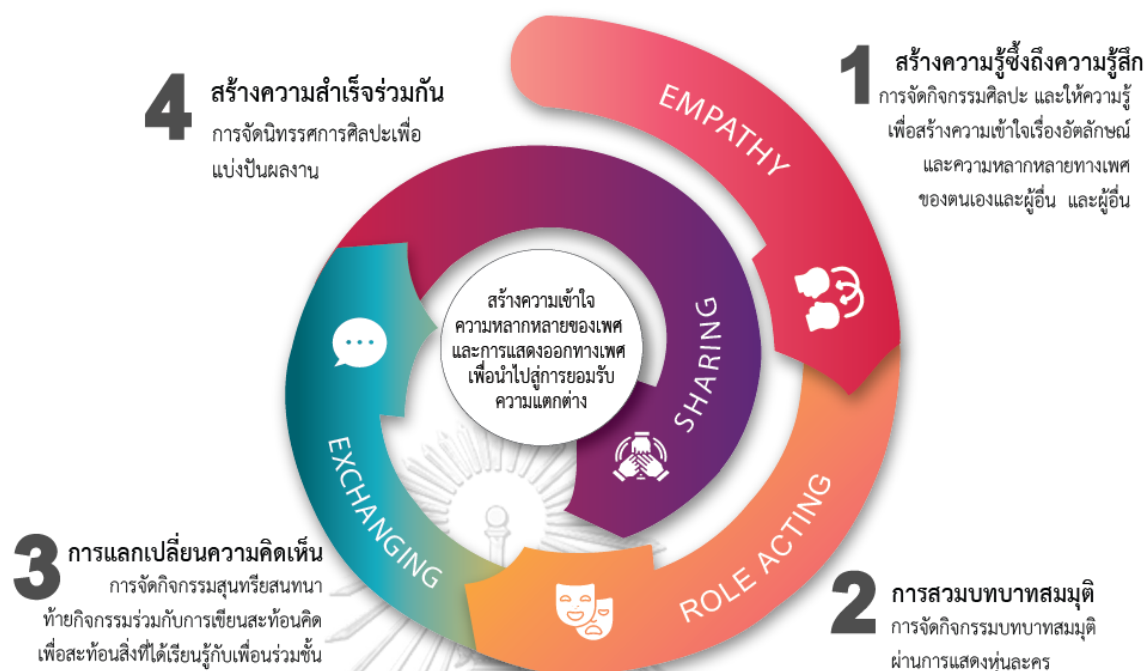 1
สร้างความรู้ซึ้งถึงความรู้สึก
การจัดกิจกรรมศิลปะ และให้ความรู้
เพื่อสร้างความเข้าใจเรื่องอัตลักษณ์
และความหลากหลายทางเพศ
ของตนเองและผู้อื่น และผู้อื่น
EMPATHY
2
การสวมบทบาทสมมุติ
การจัดกิจกรรมบทบาทสมมุติ
ผ่านการแสดงหุ่นละคร
ROLE ACTING
3
การแลกเปลี่ยนความคิดเห็น
การจัดกิจกรรมสุนทรียสนทนา
ท้ายกิจกรรมร่วมกับการเขียนสะท้อนคิด
เพื่อสะท้อนสิ่งที่ได้เรียนรู้กับเพื่อนร่วมชั้น
EXCHANGING
4
สร้างความสำเร็จร่วมกัน
การจัดนิทรรศการศิลปะเพื่อ
แบ่งปันผลงาน
SHARING
สร้างความเข้าใจ
ความหลากหลายของเพศ
และการแสดงออกทางเพศ
เพื่อนำไปสู่การยอมรับ
ความแตกต่าง